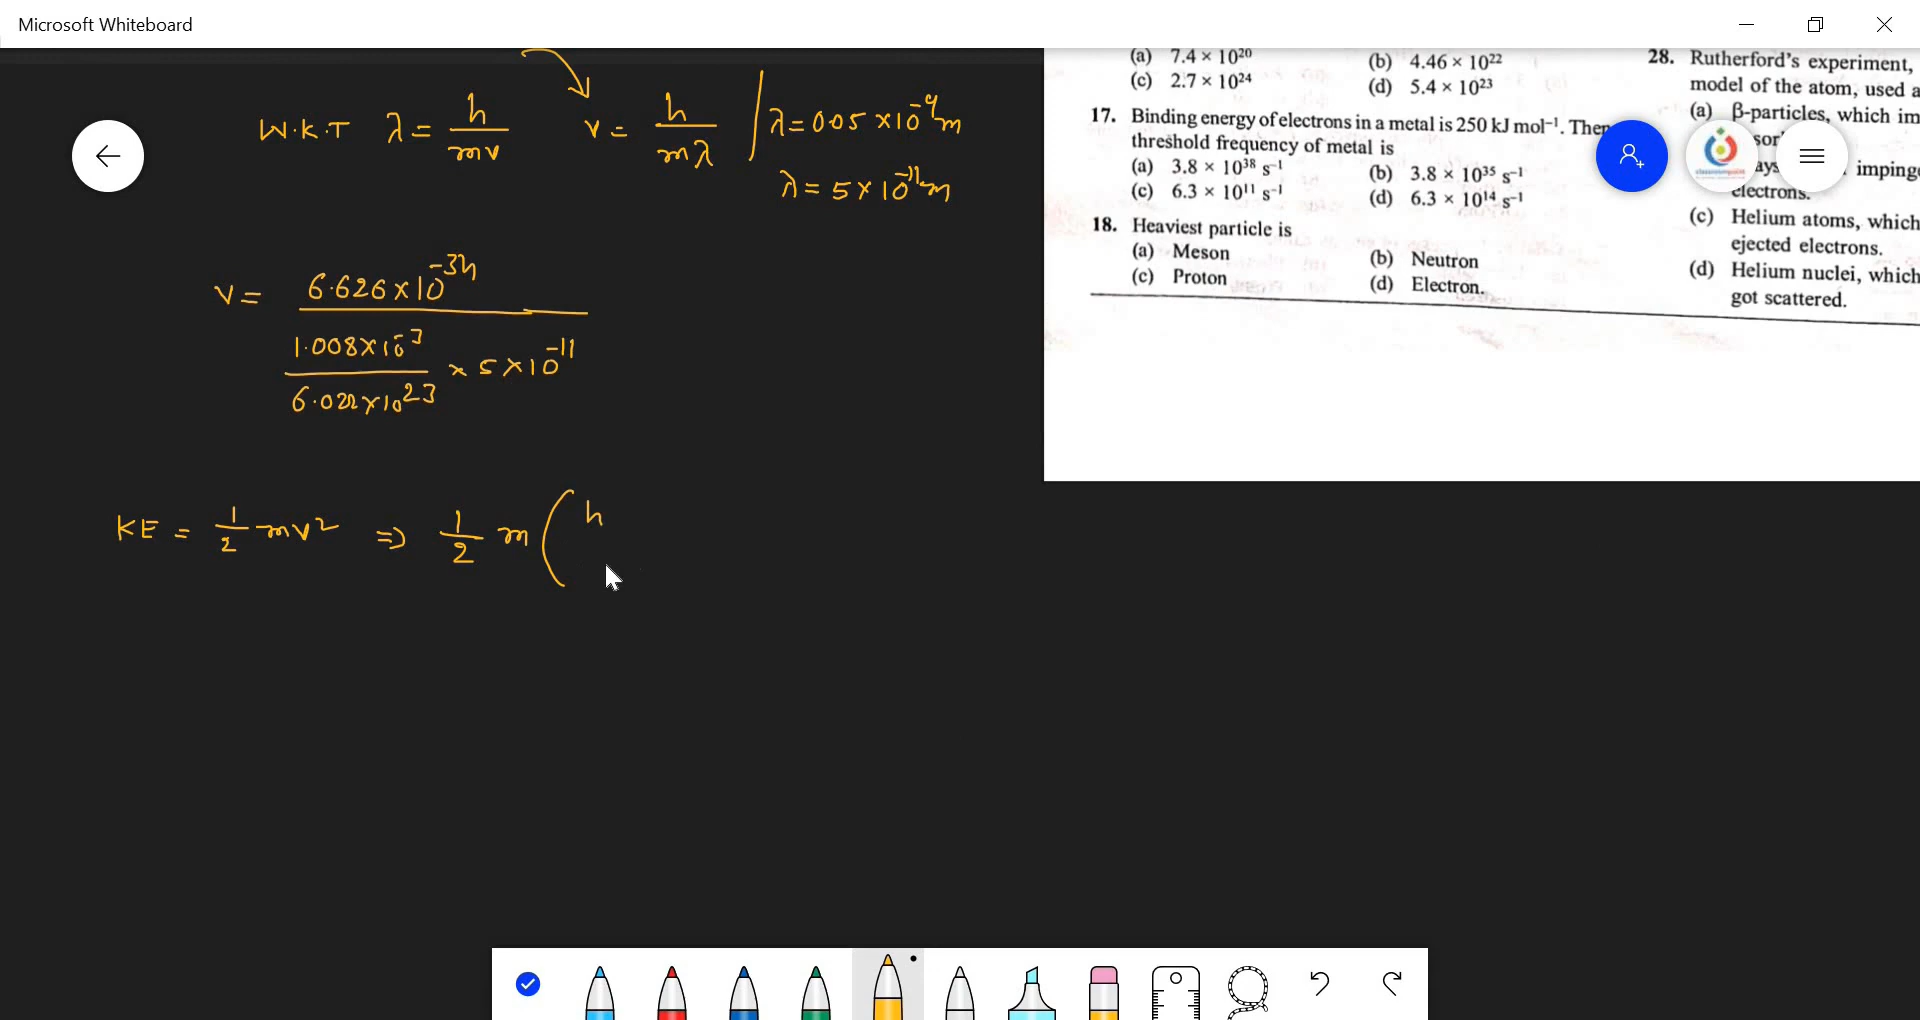 Microsoft Whiteboard
W.K.T λ = h/mv v = h/mλ | λ = 0.05 × 10⁻⁹ m
λ = 5 × 10⁻¹¹ m
v = 6.626 × 10⁻³⁴ / (1.008 × 10⁻³ / 6.022 × 10²³ × 5 × 10⁻¹¹)
KE = 1/2 mv² ⇒ 1/2 m ( h
(a) 7.4 × 10²⁰ (b) 4.46 × 10²²
(c) 2.7 × 10²⁴ (d) 5.4 × 10²³
17. Binding energy of electrons in a metal is 250 kJ mol⁻¹. Then
threshold frequency of metal is
(a) 3.8 × 10³⁸ s⁻¹ (b) 3.8 × 10³⁵ s⁻¹
(c) 6.3 × 10¹¹ s⁻¹ (d) 6.3 × 10¹⁴ s⁻¹
18. Heaviest particle is
(a) Meson (b) Neutron
(c) Proton (d) Electron.
28. Rutherford's experiment,
model of the atom, used a
(a) β-particles, which im
impinge
electrons.
(c) Helium atoms, which
ejected electrons.
(d) Helium nuclei, which
got scattered.